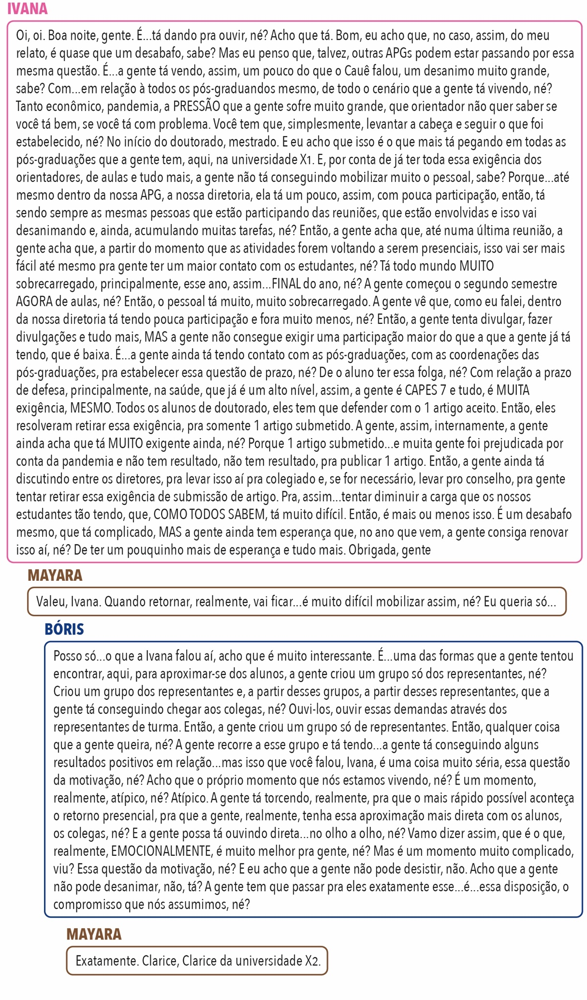 IVANA
Oi, oi. Boa noite, gente. É...tá dando pra ouvir, né? Acho que tá. Bom, eu acho que, no caso, assim, do meu
relato, é quase que um desabafo, sabe? Mas eu penso que, talvez, outras APGs podem estar passando por essa
mesma questão. É...a gente tá vendo, assim, um pouco do que o Cauê falou, um desanimo muito grande,
sabe? Com...em relação à todos os pós-graduandos mesmo, de todo o cenário que a gente tá vivendo, né?
Tanto econômico, pandemia, a PRESSÃO que a gente sofre muito grande, que orientador não quer saber se
você tá bem, se você tá com problema. Você tem que, simplesmente, levantar a cabeça e seguir o que foi
estabelecido, né? No início do doutorado, mestrado. E eu acho que isso é o que mais tá pegando em todas as
pós-graduações que a gente tem, aqui, na universidade X1. E, por conta de já ter toda essa exigência dos
orientadores, de aulas e tudo mais, a gente não tá conseguindo mobilizar muito o pessoal, sabe? Porque...até
mesmo dentro da nossa APG, a nossa diretoria, ela tá um pouco, assim, com pouca participação, então, tá
sendo sempre as mesmas pessoas que estão participando das reuniões, que estão envolvidas e isso vai
desanimando e, ainda, acumulando muitas tarefas, né? Então, a gente acha que, até numa última reunião, a
gente acha que, a partir do momento que as atividades forem voltando a serem presenciais, isso vai ser mais
fácil até mesmo pra gente ter um maior contato com os estudantes, né? Tá todo mundo MUITO
sobrecarregado, principalmente, esse ano, assim...FINAL do ano, né? A gente começou o segundo semestre
AGORA de aulas, né? Então, o pessoal tá muito, muito sobrecarregado. A gente vê que, como eu falei, dentro
da nossa diretoria tá tendo pouca participação e fora muito menos, né? Então, a gente tenta divulgar, fazer
divulgações e tudo mais, MAS a gente não consegue exigir uma participação maior do que a que a gente já tá
tendo, que é baixa. É...a gente ainda tá tendo contato com as pós-graduações, com as coordenações das
pós-graduações, pra estabelecer essa questão de prazo, né? De o aluno ter essa folga, né? Com relação a prazo
de defesa, principalmente, na saúde, que já é um alto nível, assim, a gente é CAPES 7 e tudo, é MUITA
exigência, MESMO. Todos os alunos de doutorado, eles tem que defender com o 1 artigo aceito. Então, eles
resolveram retirar essa exigência, pra somente 1 artigo submetido. A gente, assim, internamente, a gente
ainda acha que tá MUITO exigente ainda, né? Porque 1 artigo submetido...e muita gente foi prejudicada por
conta da pandemia e não tem resultado, não tem resultado, pra publicar 1 artigo. Então, a gente ainda tá
discutindo entre os diretores, pra levar isso aí pra colegiado e, se for necessário, levar pro conselho, pra gente
tentar retirar essa exigência de submissão de artigo. Pra, assim...tentar diminuir a carga que os nossos
estudantes tão tendo, que, COMO TODOS SABEM, tá muito difícil. Então, é mais ou menos isso. É um desabafo
mesmo, que tá complicado, MAS a gente ainda tem esperança que, no ano que vem, a gente consiga renovar
isso aí, né? De ter um pouquinho mais de esperança e tudo mais. Obrigada, gente
MAYARA
Valeu, Ivana. Quando retornar, realmente, vai ficar...é muito difícil mobilizar assim, né? Eu queria só...
BÓRIS
Posso só...o que a Ivana falou aí, acho que é muito interessante. É...uma das formas que a gente tentou
encontrar, aqui, para aproximar-se dos alunos, a gente criou um grupo só dos representantes, né?
Criou um grupo dos representantes e, a partir desses grupos, a partir desses representantes, que a
gente tá conseguindo chegar aos colegas, né? Ouvi-los, ouvir essas demandas através dos
representantes de turma. Então, a gente criou um grupo só de representantes. Então, qualquer coisa
que a gente queira, né? A gente recorre a esse grupo e tá tendo...a gente tá conseguindo alguns
resultados positivos em relação...mas isso que você falou, Ivana, é uma coisa muito séria, essa questão
da motivação, né? Acho que o próprio momento que nós estamos vivendo, né? É um momento,
realmente, atípico, né? Atípico. A gente tá torcendo, realmente, pra que o mais rápido possível aconteça
o retorno presencial, pra que a gente, realmente, tenha essa aproximação mais direta com os alunos,
os colegas, né? E a gente possa tá ouvindo direta...no olho a olho, né? Vamo dizer assim, que é o que,
realmente, EMOCIONALMENTE, é muito melhor pra gente, né? Mas é um momento muito complicado,
viu? Essa questão da motivação, né? E eu acho que a gente não pode desistir, não. Acho que a gente
não pode desanimar, não, tá? A gente tem que passar pra eles exatamente esse...é...essa disposição, o
compromisso que nós assumimos, né?
MAYARA
Exatamente. Clarice, Clarice da universidade X2.